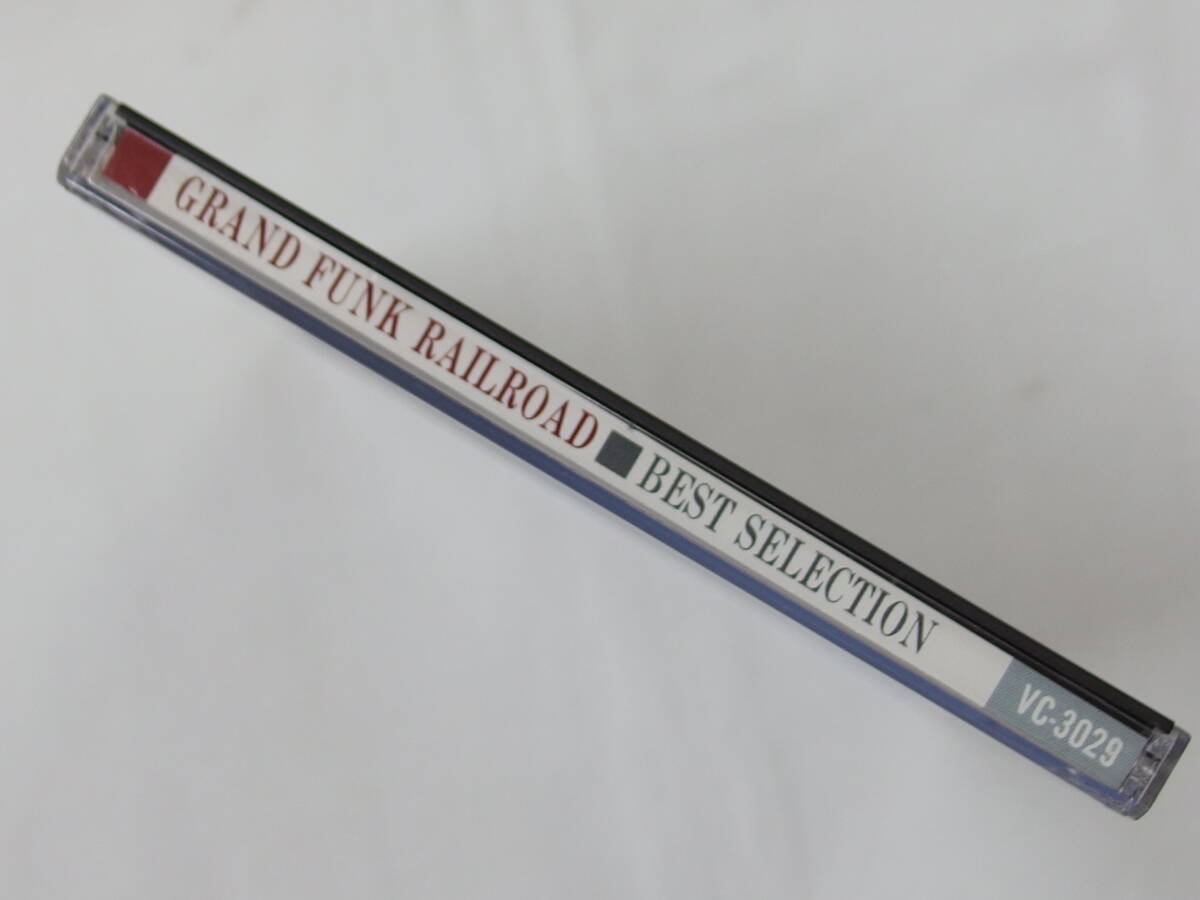 GRAND FUNK RAILROAD ■ BEST SELECTION VC-3029